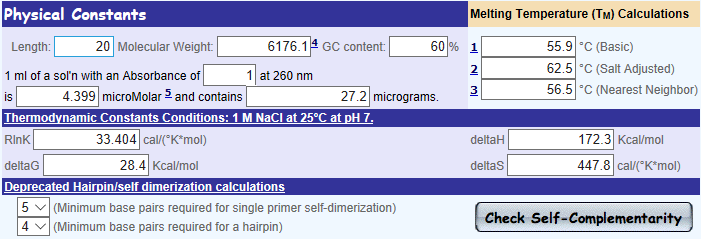 Physical Constants
Melting Temperature (TM) Calculations
Length: 20 Molecular Weight: 6176.1 4 GC content: 60 %
1 55.9 °C (Basic)
2 62.5 °C (Salt Adjusted)
3 56.5 °C (Nearest Neighbor)
1 ml of a sol'n with an Absorbance of 1 at 260 nm
is 4.399 microMolar 5 and contains 27.2 micrograms.
Thermodynamic Constants Conditions: 1 M NaCl at 25°C at pH 7.
RlnK 33.404 cal/(°K*mol) deltaH 172.3 Kcal/mol
deltaG 28.4 Kcal/mol deltaS 447.8 cal/(°K*mol)
Deprecated Hairpin/self dimerization calculations
5 (Minimum base pairs required for single primer self-dimerization)
4 (Minimum base pairs required for a hairpin)
Check Self-Complementarity